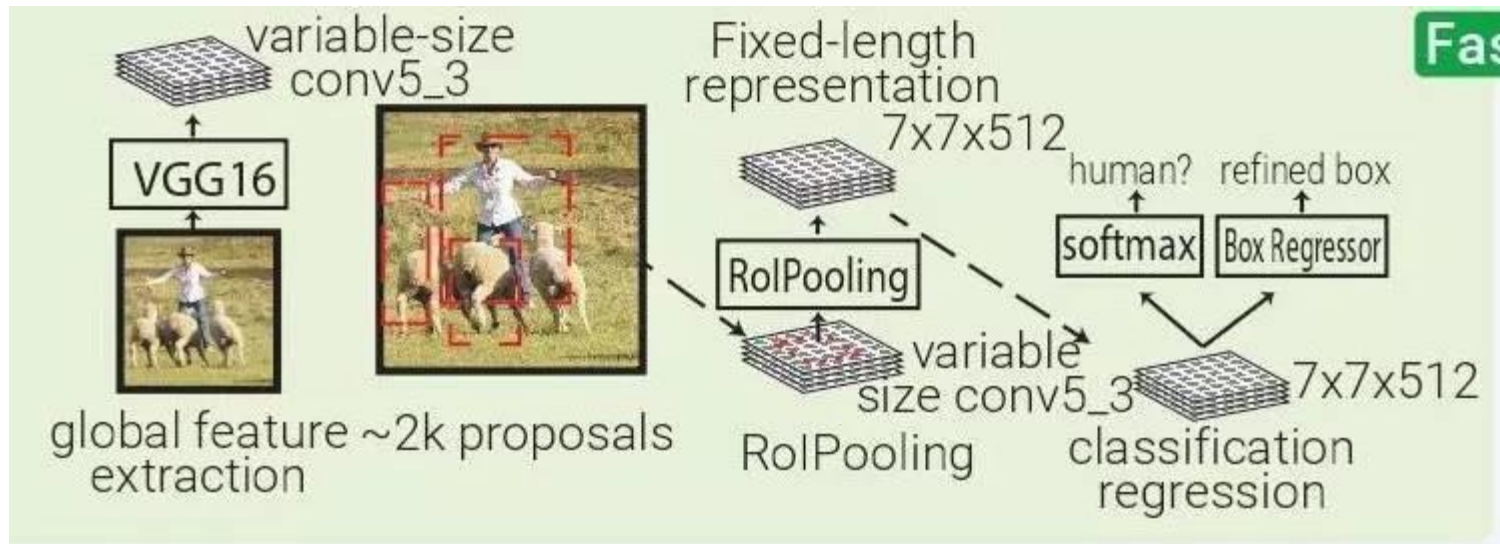 variable-size
conv5_3
VGG16
global feature
extraction
~2k proposals
Fixed-length
representation
7x7x512
RoIPooling
variable
size conv5_3
RoIPooling
human?
refined box
softmax
Box Regressor
7x7x512
classification
regression
Fas